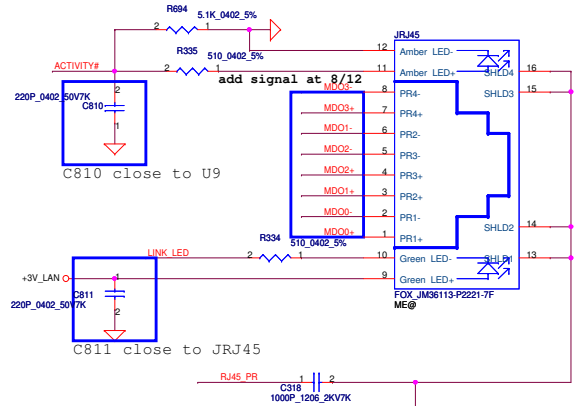 R694
5.1K_0402_5%
JRJ45
R335
510_0402_5%
12 Amber LED-
ACTIVITY# 1 2 11 Amber LED+ SHLD4 16
add signal at 8/12
220P_0402_50V7K
C810
2
1
MDO3- 8 PR4- SHLD3 15
MDO3+ 7 PR4+
MDO1- 6 PR2-
MDO2- 5 PR3-
MDO2+ 4 PR3+
MDO1+ 3 PR2+
MDO0- 2 PR1- SHLD2 14
MDO0+ 1 PR1+
C810 close to U9
R334
510_0402_5%
LINK_LED 1 2 10 Green LED- SHLD1 13
+3V_LAN 9 Green LED+
1
C811
220P_0402_50V7K
2
FOX_JM36113-P2221-7F
ME@
C811 close to JRJ45
RJ45_PR 1 2
C318
1000P_1206_2KV7K